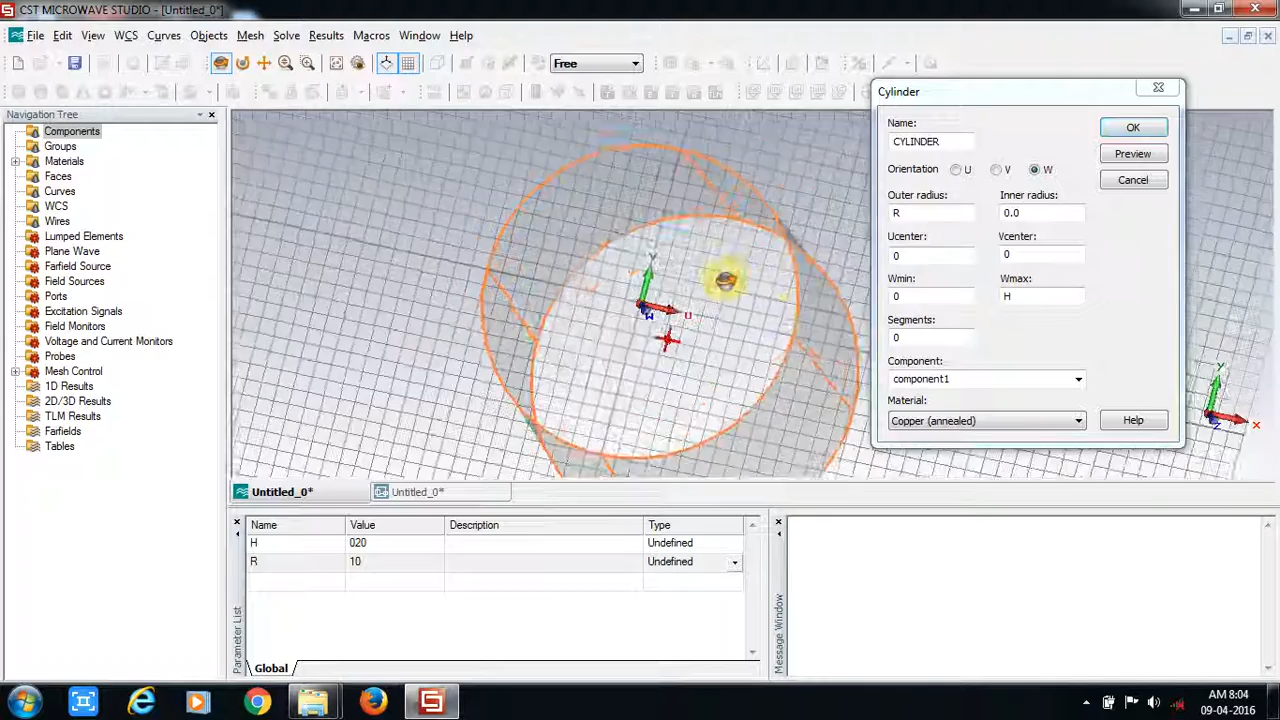 CST MICROWAVE STUDIO - [Untitled_0*]
File Edit View WCS Curves Objects Mesh Solve Results Macros Window Help
Free
Navigation Tree
Components
Groups
Materials
Faces
Curves
WCS
Wires
Lumped Elements
Plane Wave
Farfield Source
Field Sources
Ports
Excitation Signals
Field Monitors
Voltage and Current Monitors
Probes
Mesh Control
1D Results
2D/3D Results
TLM Results
Farfields
Tables
Y
U
W
Y
X
Z
Cylinder
Name:
CYLINDER
OK
Preview
Cancel
Orientation U V W
Outer radius: Inner radius:
R 0.0
Ucenter: Vcenter:
0 0
Wmin: Wmax:
0 H
Segments:
0
Component:
component1
Material:
Copper (annealed)
Help
Untitled_0* Untitled_0*
Name Value Description Type
H 020 Undefined
R 10 Undefined
Parameter List
Global
Message Window
AM 8:04
09-04-2016